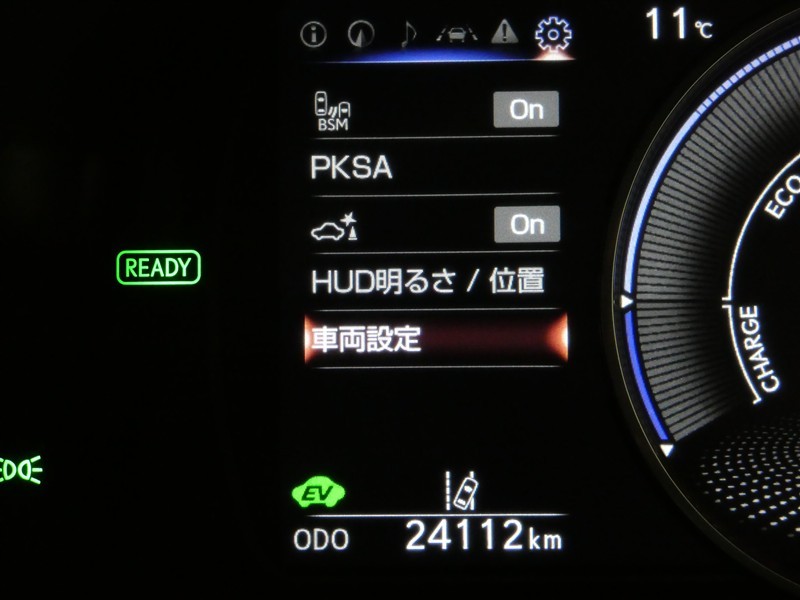 11℃
BSM On
PKSA
On
HUD明るさ / 位置
車両設定
READY
EV
ODO 24112km
ECO
CHARGE